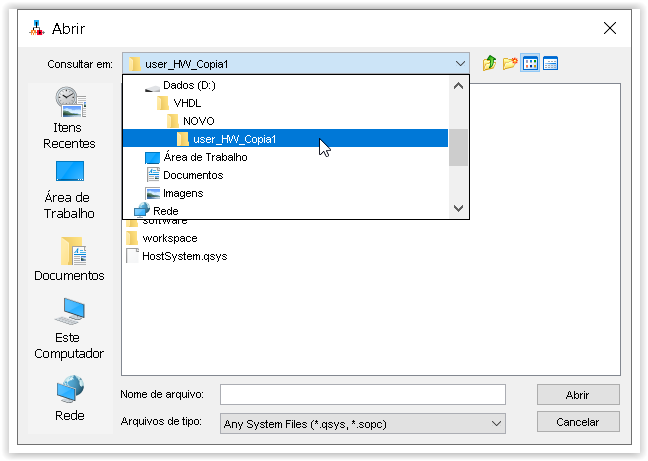 Abrir
Consultar em:
user_HW_Copia1
Dados (D:)
VHDL
NOVO
user_HW_Copia1
Área de Trabalho
Documentos
Imagens
Rede
software
workspace
HostSystem.qsys
Itens
Recentes
Área de
Trabalho
Documentos
Este
Computador
Rede
Nome de arquivo:
Abrir
Arquivos de tipo:
Any System Files (*.qsys, *.sopc)
Cancelar